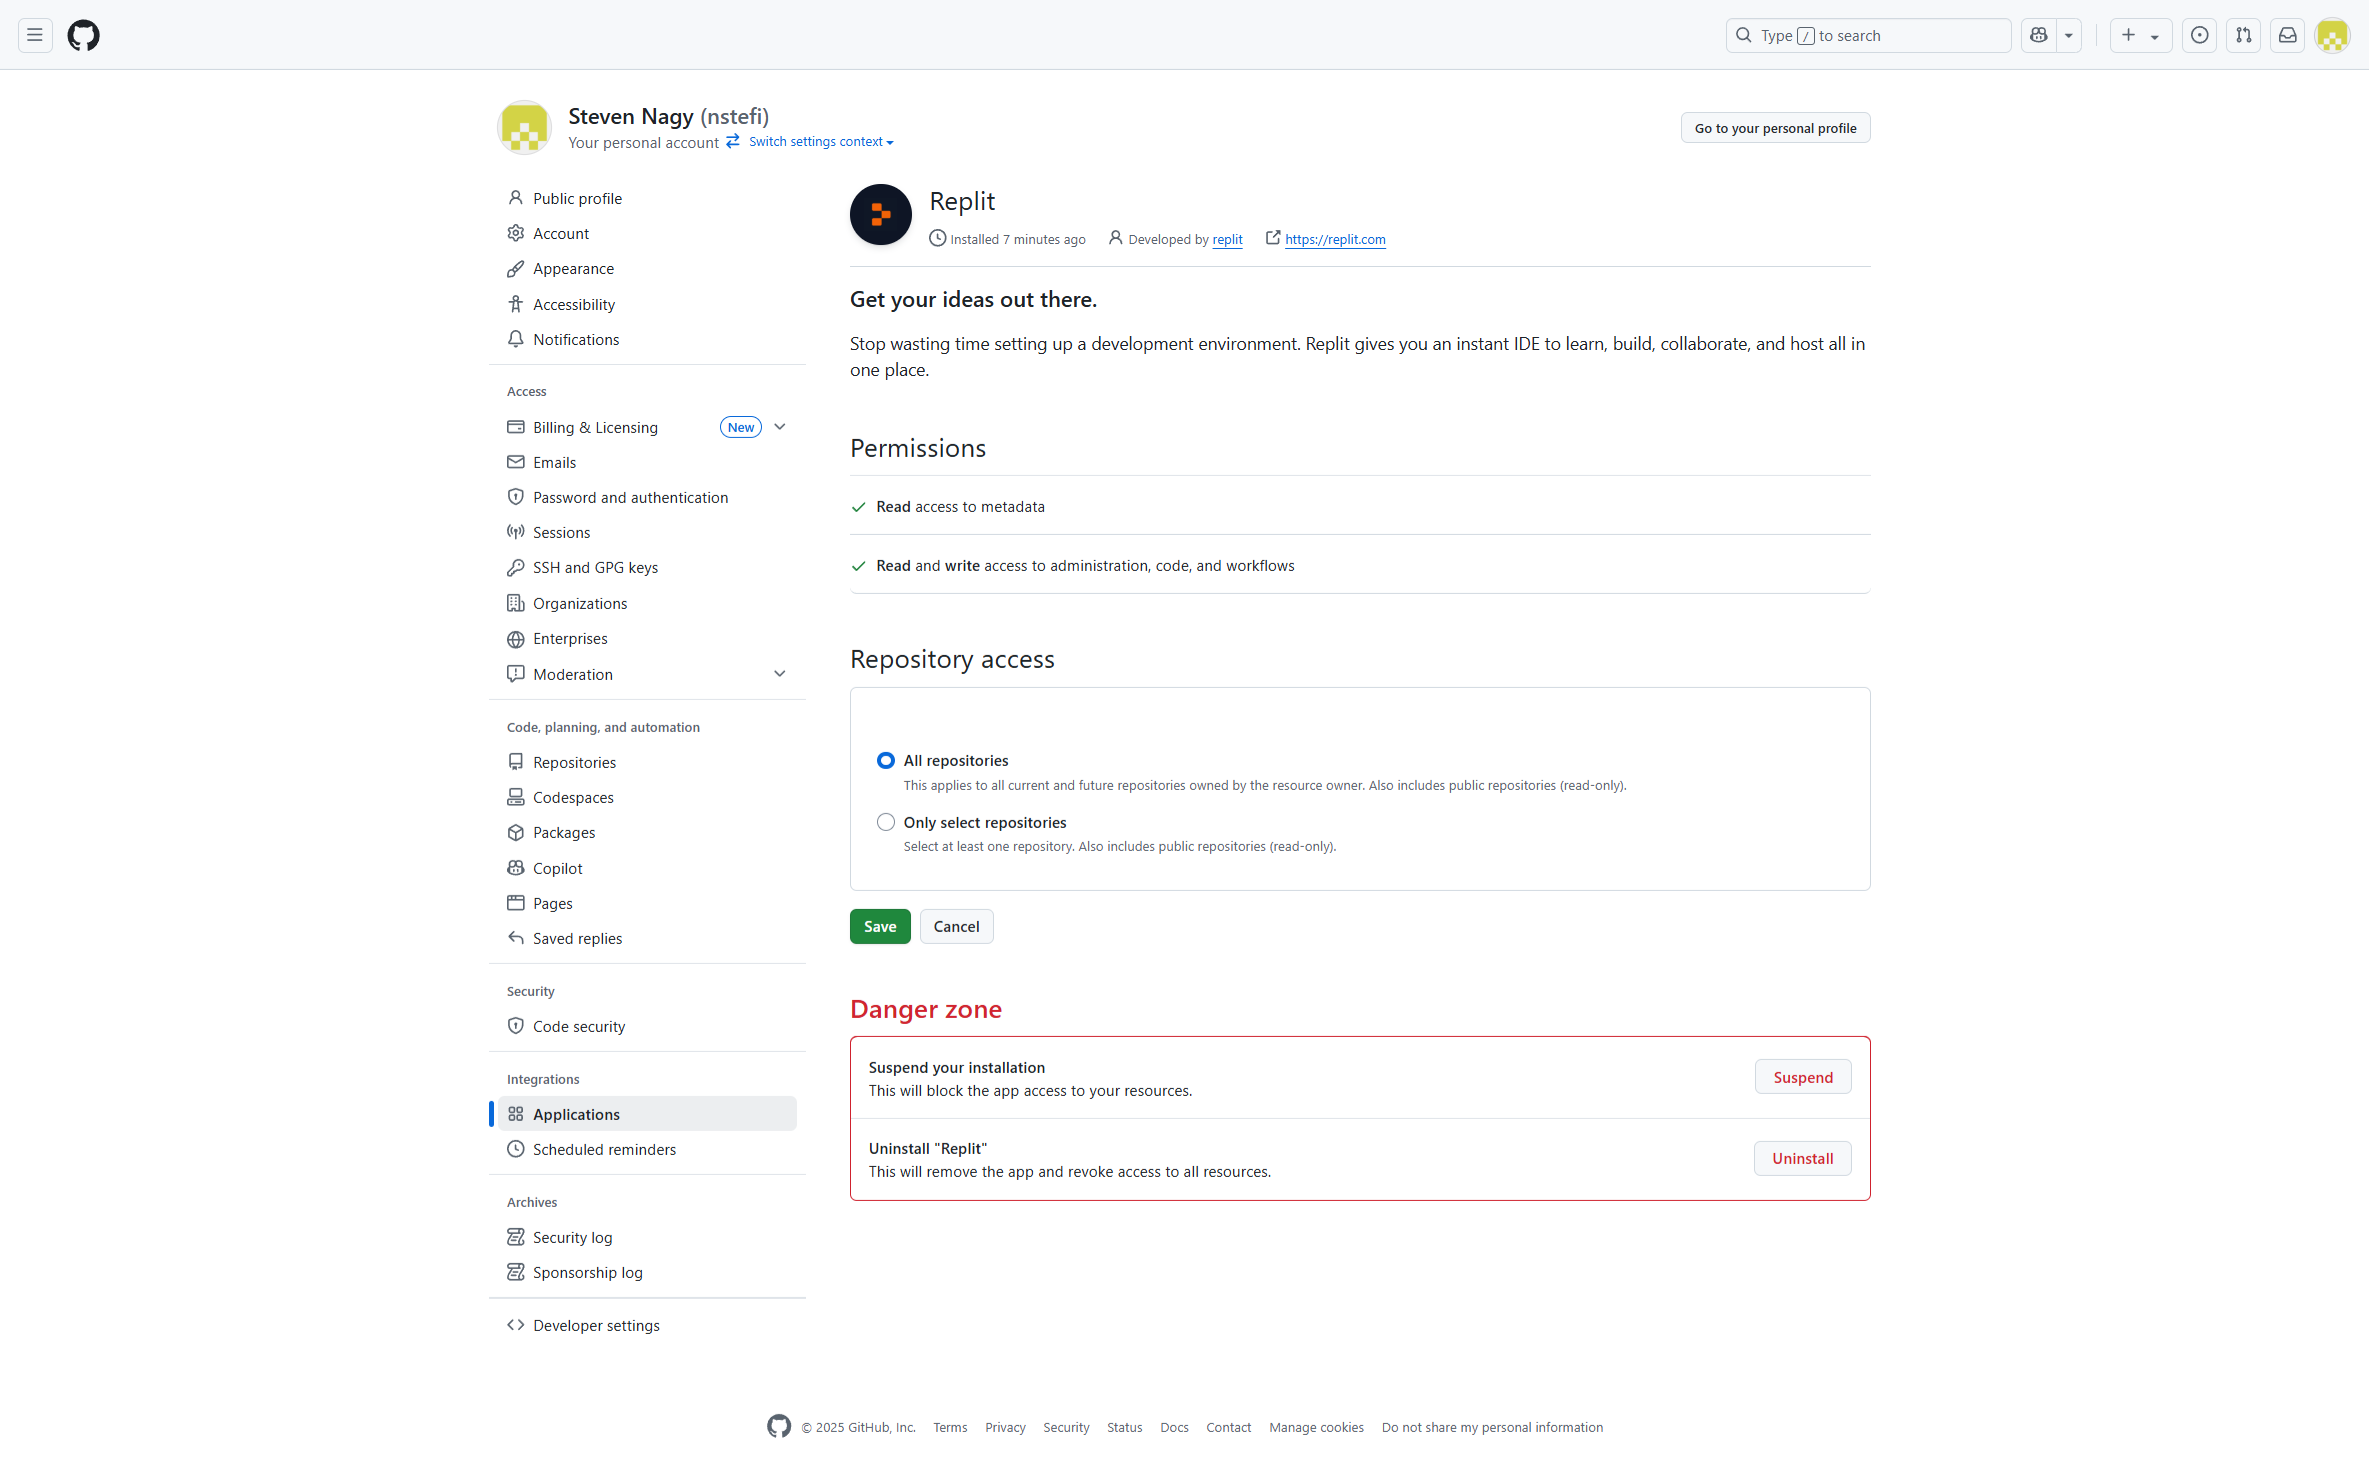 Type / to search
Steven Nagy (nstefi)
Your personal account Switch settings context
Go to your personal profile
Public profile
Account
Appearance
Accessibility
Notifications
Access
Billing & Licensing New
Emails
Password and authentication
Sessions
SSH and GPG keys
Organizations
Enterprises
Moderation
Code, planning, and automation
Repositories
Codespaces
Packages
Copilot
Pages
Saved replies
Security
Code security
Integrations
Applications
Scheduled reminders
Archives
Security log
Sponsorship log
Developer settings
Replit
Installed 7 minutes ago Developed by replit https://replit.com
Get your ideas out there.
Stop wasting time setting up a development environment. Replit gives you an instant IDE to learn, build, collaborate, and host all in
one place.
Permissions
Read access to metadata
Read and write access to administration, code, and workflows
Repository access
All repositories
This applies to all current and future repositories owned by the resource owner. Also includes public repositories (read-only).
Only select repositories
Select at least one repository. Also includes public repositories (read-only).
Save Cancel
Danger zone
Suspend your installation
This will block the app access to your resources.
Suspend
Uninstall "Replit"
This will remove the app and revoke access to all resources.
Uninstall
© 2025 GitHub, Inc. Terms Privacy Security Status Docs Contact Manage cookies Do not share my personal information